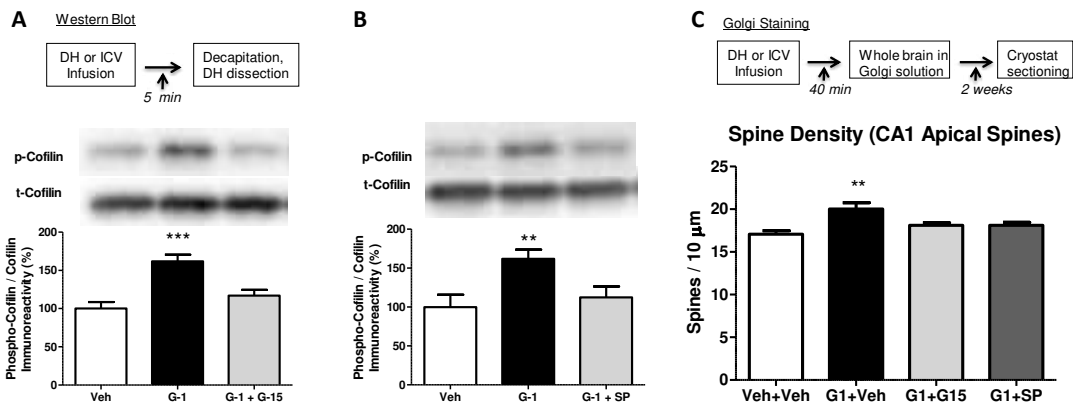 A
Western Blot
DH or ICV
Infusion
5 min
Decapitation,
DH dissection
p-Cofilin
t-Cofilin
Phospho-Cofilin / Cofilin
Immunoreactivity (%)
200
150
100
50
0
***
Veh
G-1
G-1 + G-15
B
p-Cofilin
t-Cofilin
Phospho-Cofilin / Cofilin
Immunoreactivity (%)
200
150
100
50
0
**
Veh
G-1
G-1 + SP
C
Golgi Staining
DH or ICV
Infusion
40 min
Whole brain in
Golgi solution
2 weeks
Cryostat
sectioning
Spine Density (CA1 Apical Spines)
Spines / 10 µm
25
20
15
10
5
0
**
Veh+Veh
G1+Veh
G1+G15
G1+SP